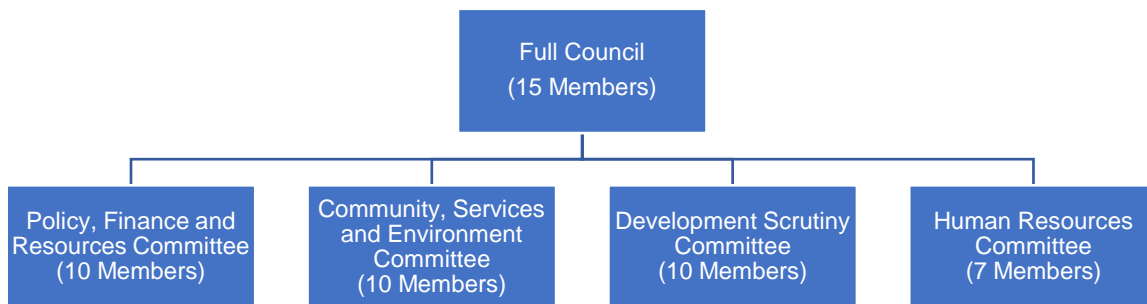 Full Council
(15 Members)
Policy, Finance and
Resources Committee
(10 Members)
Community, Services
and Environment
Committee
(10 Members)
Development Scrutiny
Committee
(10 Members)
Human Resources
Committee
(7 Members)